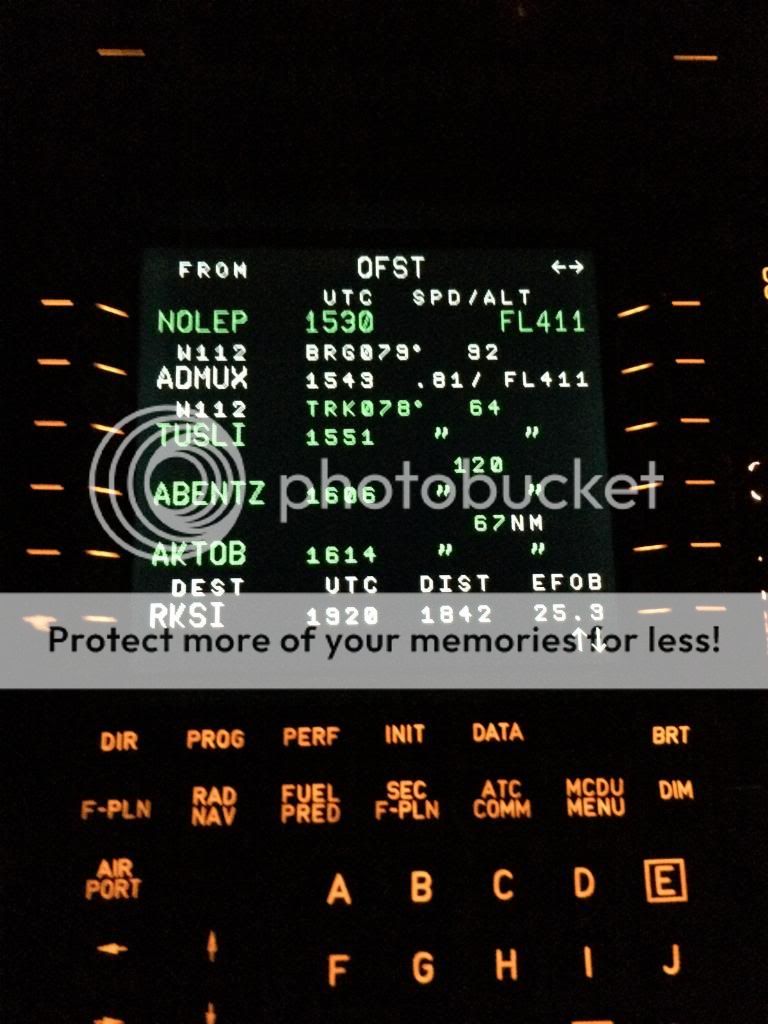 FROM OFST ←→
UTC SPD/ALT
NOLEP 1530 FL411
W112 BRG079° 92
ADMUX 1543 .81/ FL411
W112 TRK078° 64
TUSLI 1551 " "
120
ABENTZ 1606 " "
67NM
AKTOB 1614 " "
DEST UTC DIST EFOB
RKSI 1920 1842 25.3
↑↓
photobucket
Protect more of your memories for less!
DIR PROG PERF INIT DATA BRT
F-PLN RAD NAV FUEL PRED SEC F-PLN ATC COMM MCDU MENU DIM
AIR PORT A B C D E
← ↑ F G H I J
→ ↓